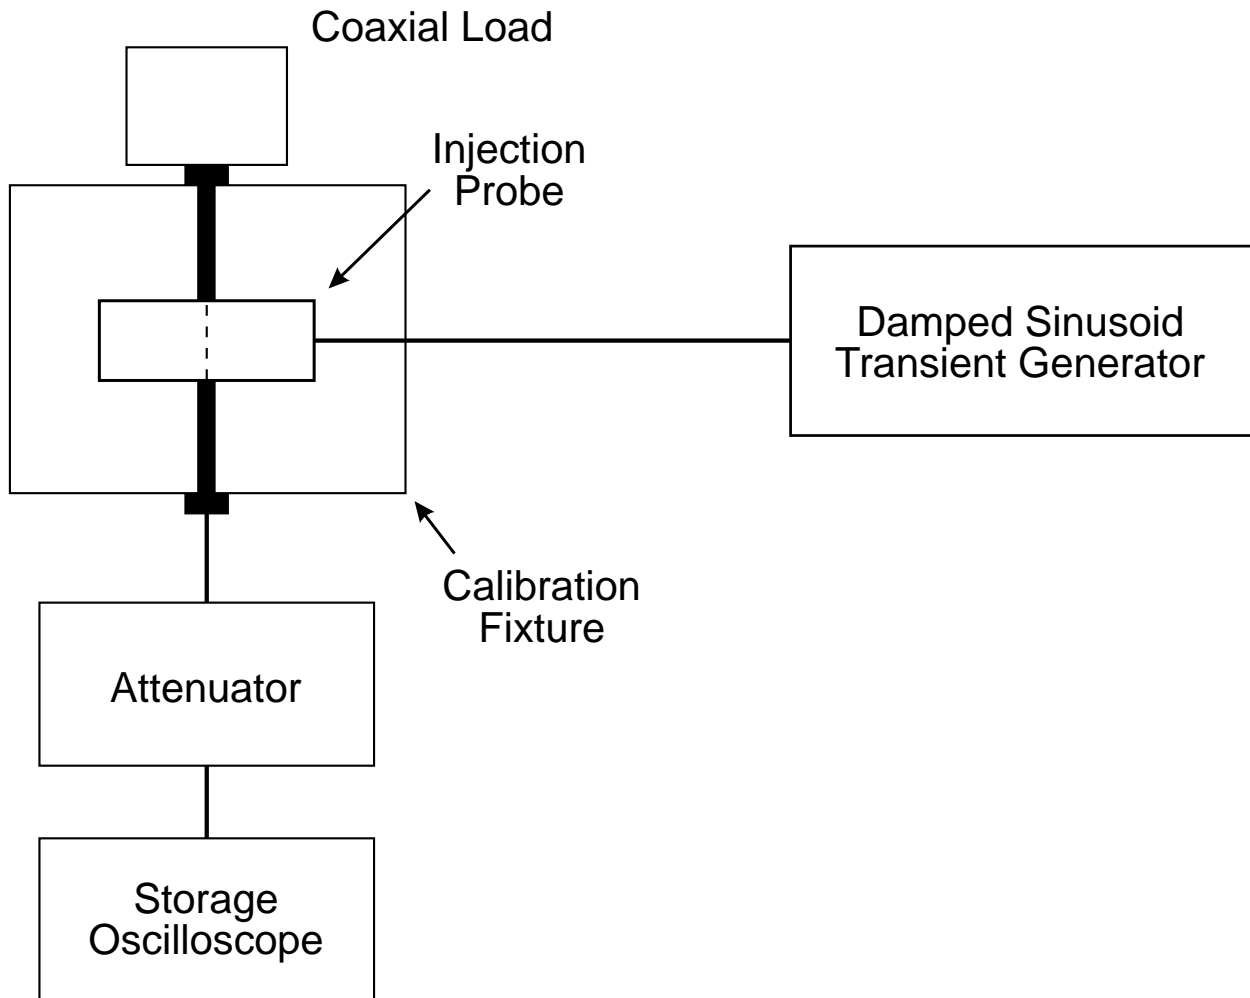 Coaxial Load
Injection
Probe
Damped Sinusoid
Transient Generator
Calibration
Fixture
Attenuator
Storage
Oscilloscope